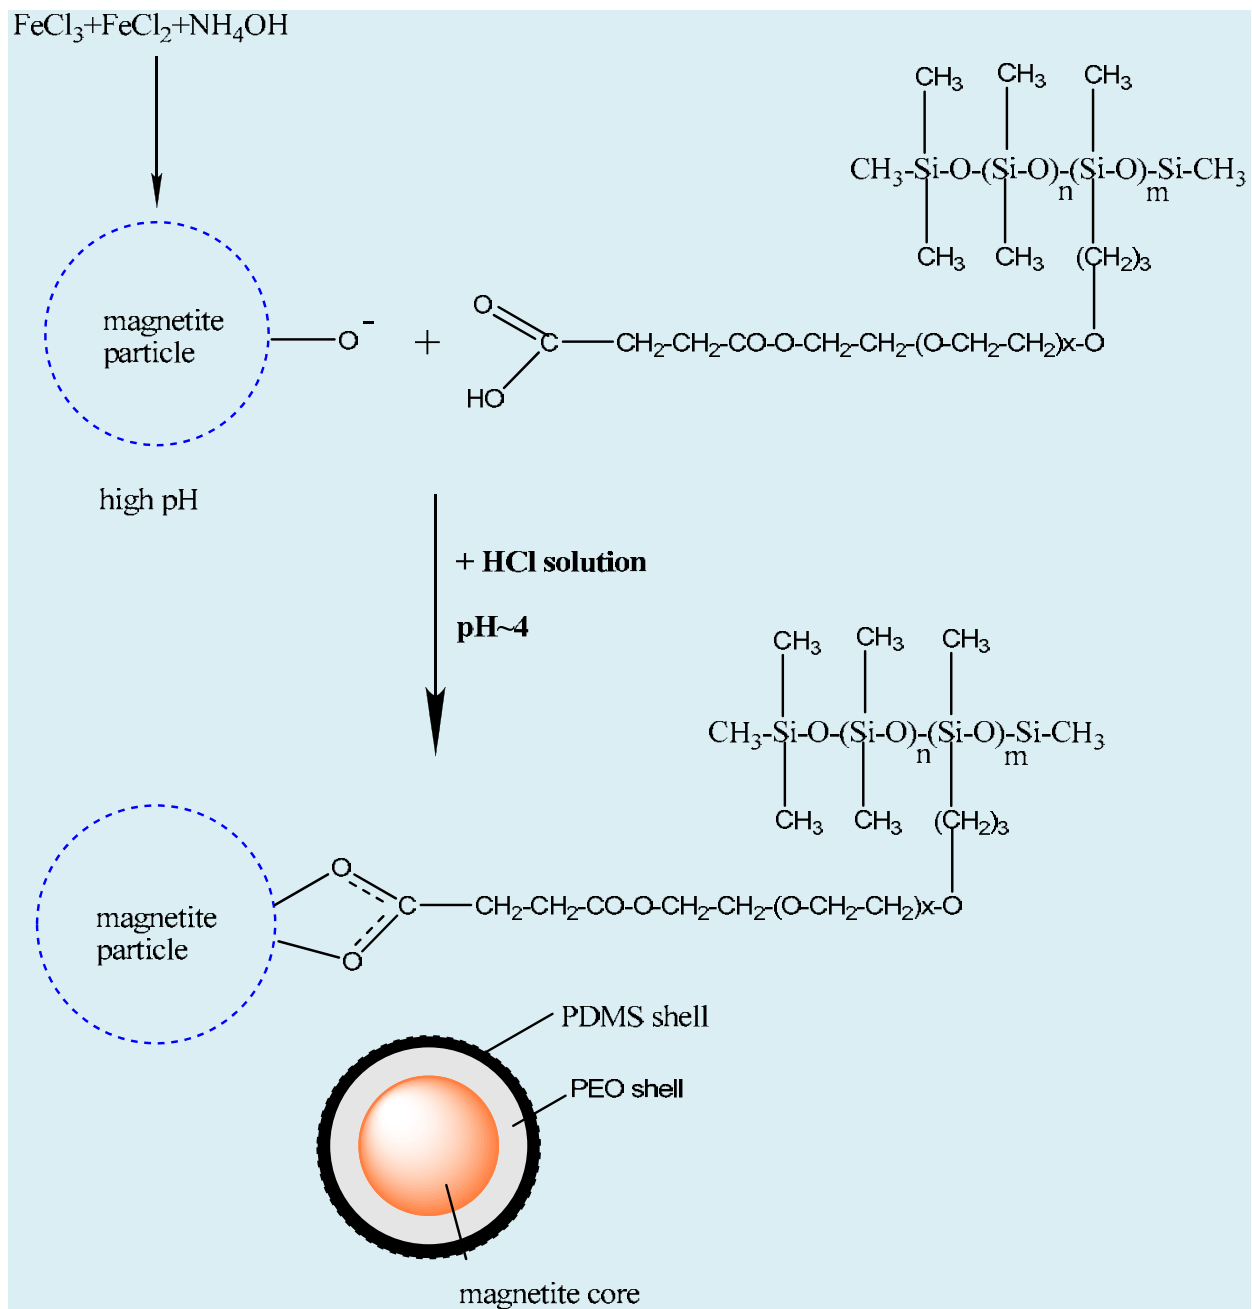 FeCl3+FeCl2+NH4OH
CH3 CH3 CH3
CH3-Si-O-(Si-O)n-(Si-O)m-Si-CH3
CH3 CH3 (CH2)3
magnetite
particle
O-
+
O
C
HO
CH2-CH2-CO-O-CH2-CH2-(O-CH2-CH2)x-O
high pH
+ HCl solution
pH~4
CH3 CH3 CH3
CH3-Si-O-(Si-O)n-(Si-O)m-Si-CH3
CH3 CH3 (CH2)3
magnetite
particle
O
C
O
CH2-CH2-CO-O-CH2-CH2-(O-CH2-CH2)x-O
PDMS shell
PEO shell
magnetite core